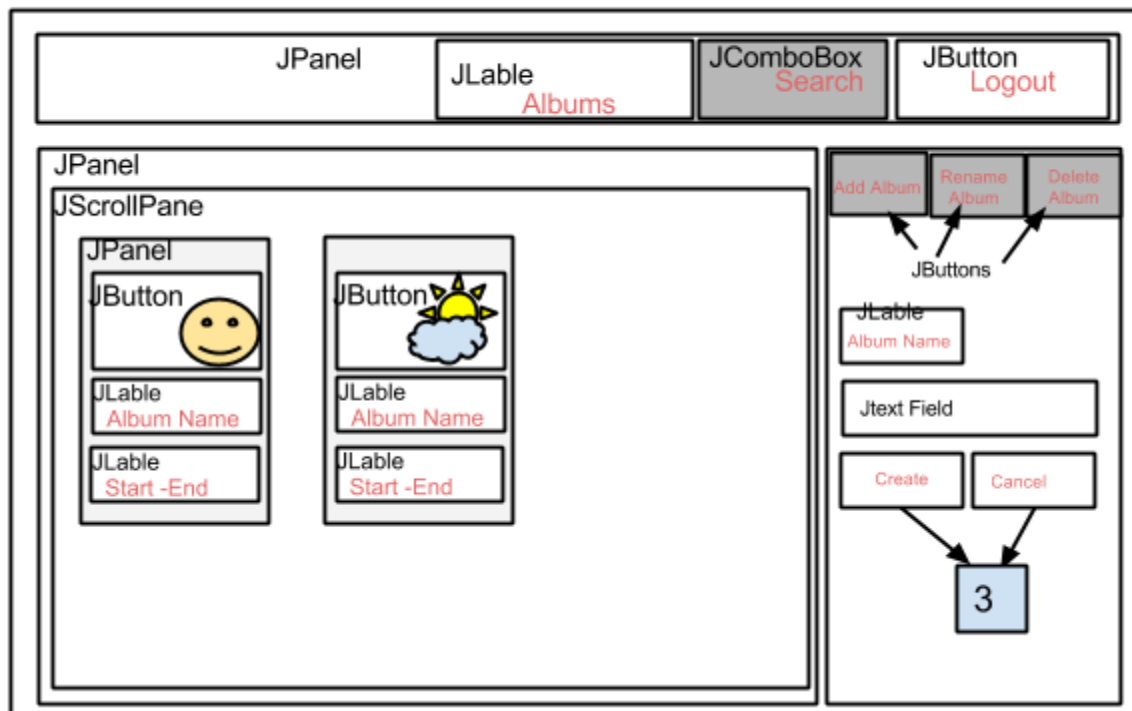 JPanel
JLable
Albums
JComboBox
Search
JButton
Logout
JPanel
JScrollPane
JPanel
JButton
JLable
Album Name
JLable
Start -End
JButton
JLable
Album Name
JLable
Start -End
Add Album
Rename
Album
Delete
Album
JButtons
JLable
Album Name
Jtext Field
Create
Cancel
3